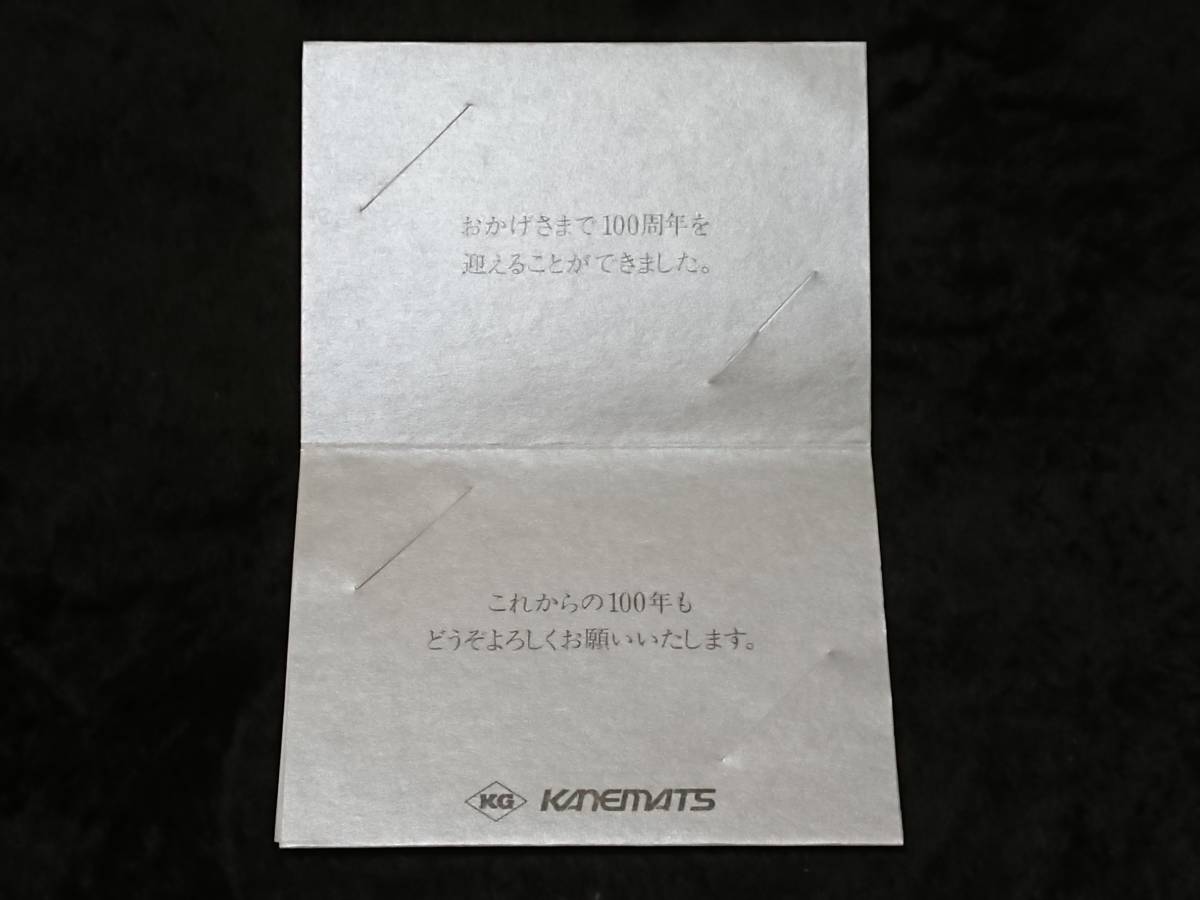 おかげさまで100周年を
迎えることができました。
これからの100年も
どうぞよろしくお願いいたします。
KG KANEMATS